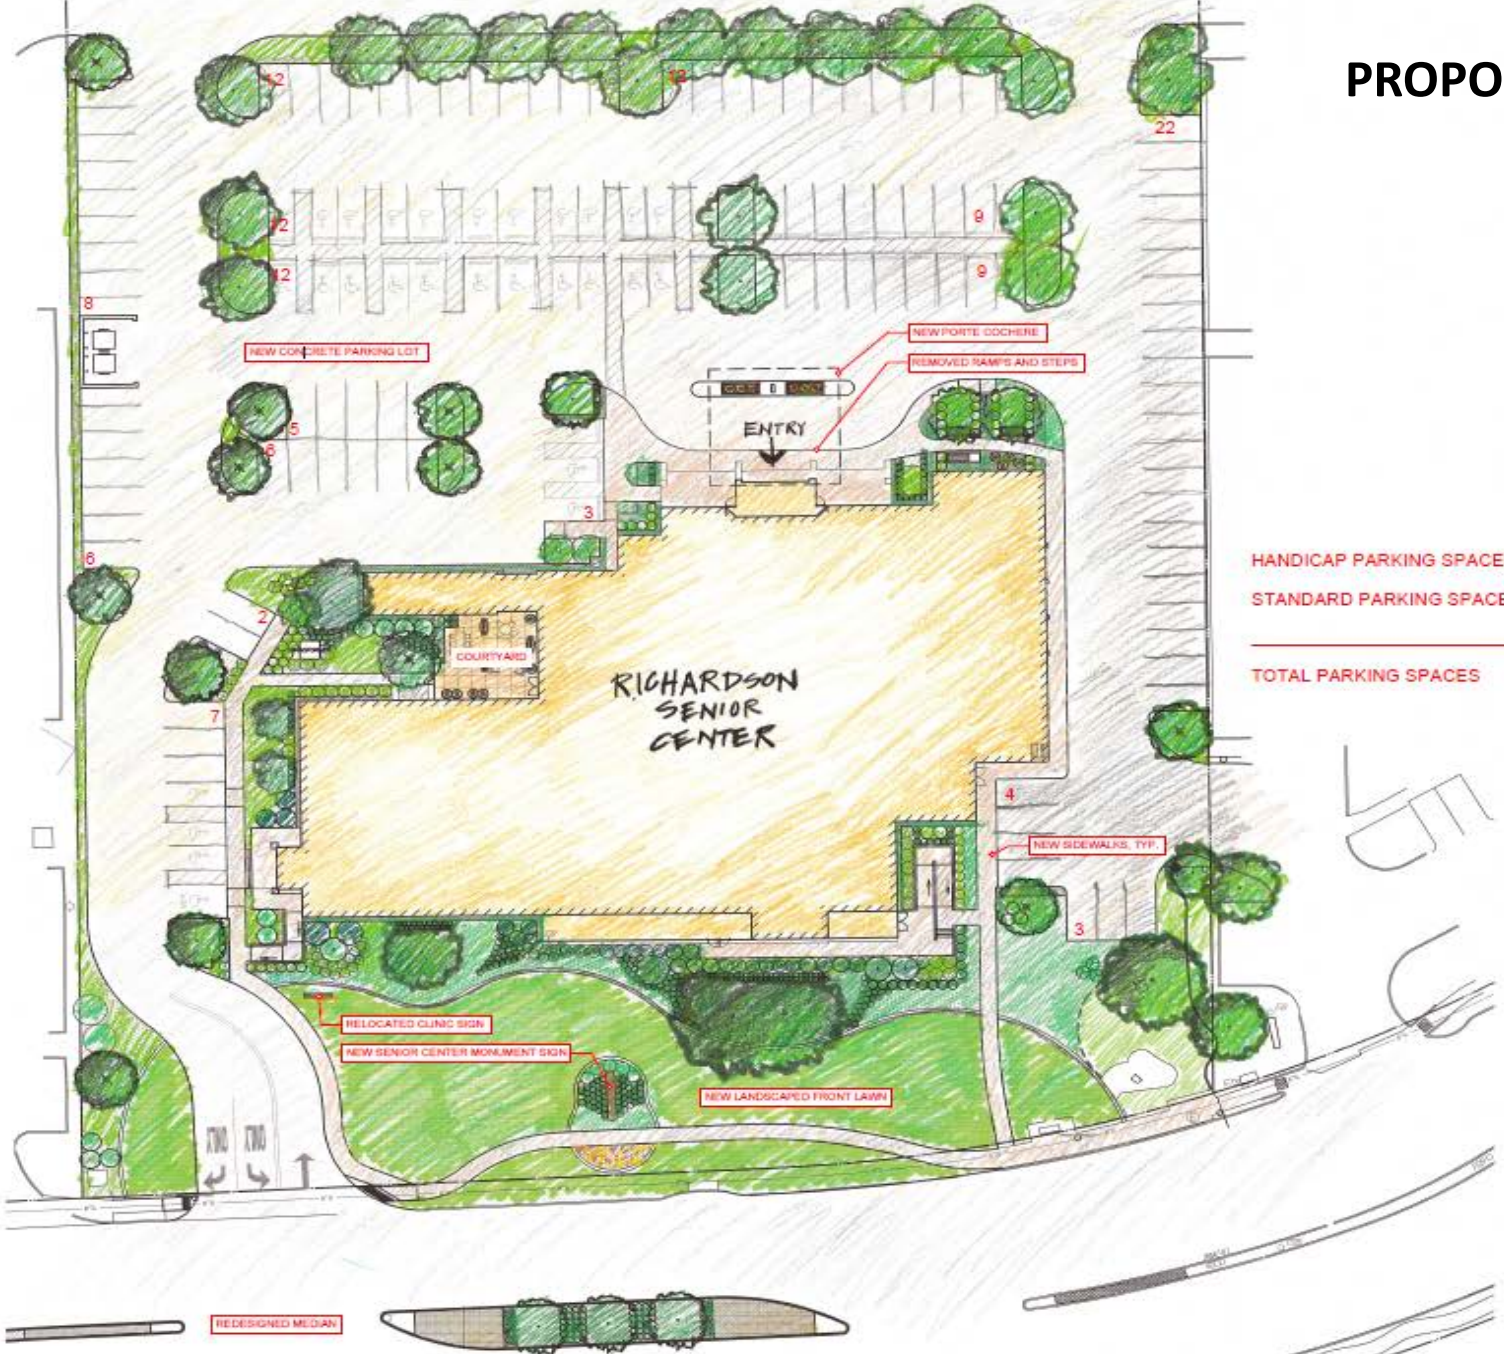 PROPO
12
13
22
12
9
12
9
8
NEW PORTE COCHERE
NEW CONCRETE PARKING LOT
REMOVED RAMPS AND STEPS
5
ENTRY
6
3
6
HANDICAP PARKING SPACE
STANDARD PARKING SPACE
2
COURTYARD
TOTAL PARKING SPACES
RICHARDSON
SENIOR
CENTER
7
4
NEW SIDEWALKS, TYP.
3
RELOCATED CLINIC SIGN
NEW SENIOR CENTER MONUMENT SIGN
NEW LANDSCAPED FRONT LAWN
ONLY
ONLY
REDESIGNED MEDIAN